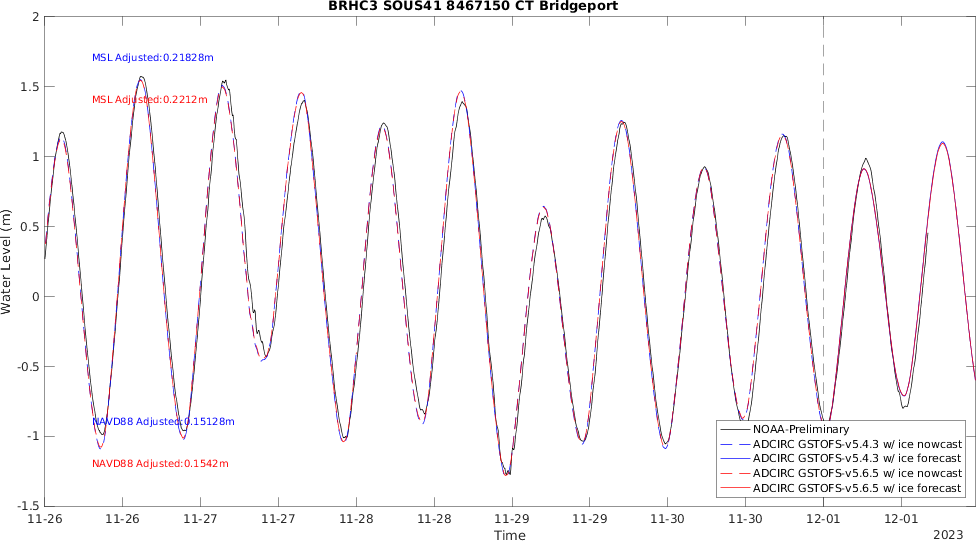 BRHC3 SOUS41 8467150 CT Bridgeport
2
MSL Adjusted:0.21828m
1.5
MSL Adjusted:0.2212m
1
0.5
Water Level (m)
0
-0.5
NAVD88 Adjusted:0.15128m
-1
NOAA-Preliminary
ADCIRC GSTOFS-v5.4.3 w/ ice nowcast
ADCIRC GSTOFS-v5.4.3 w/ ice forecast
NAVD88 Adjusted:0.1542m
ADCIRC GSTOFS-v5.6.5 w/ ice nowcast
ADCIRC GSTOFS-v5.6.5 w/ ice forecast
-1.5
11-26 11-26 11-27 11-27 11-28 11-28 11-29 11-29 11-30 11-30 12-01 12-01
Time
2023